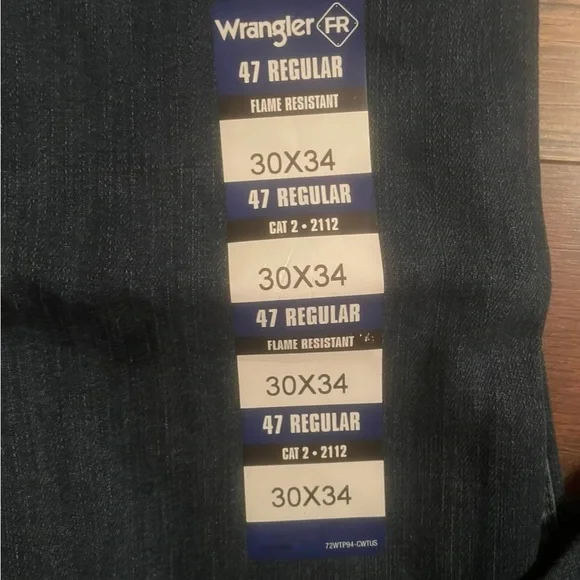 Wrangler FR
47 REGULAR
FLAME RESISTANT
30X34
47 REGULAR
CAT 2 • 2112
30X34
47 REGULAR
FLAME RESISTANT
30X34
47 REGULAR
CAT 2 • 2112
30X34
72WTP94-CWTUS